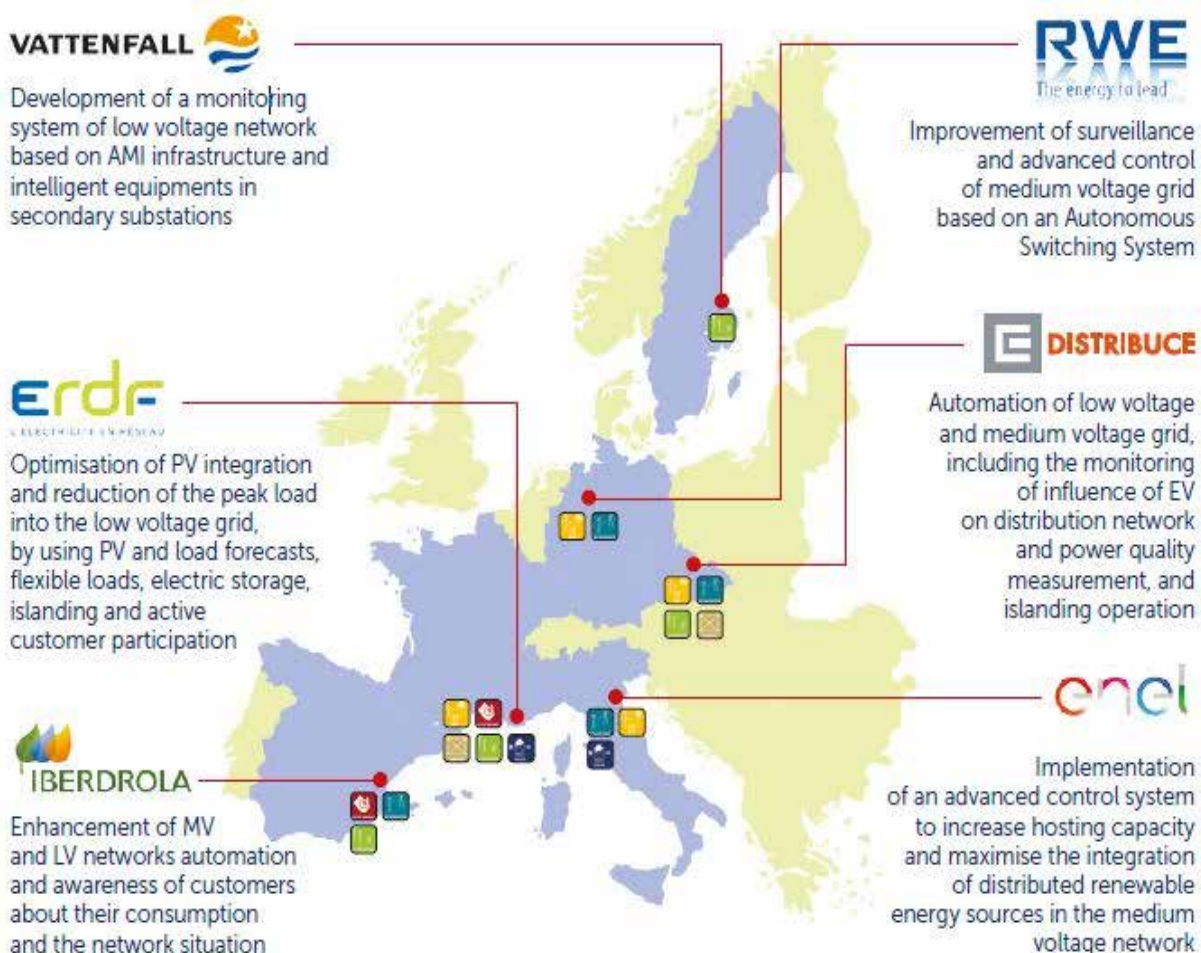 VATTENFALL
Development of a monitoring
system of low voltage network
based on AMI infrastructure and
intelligent equipments in
secondary substations
RWE
The energy to lead
Improvement of surveillance
and advanced control
of medium voltage grid
based on an Autonomous
Switching System
erdf
L'ELECTRICITE EN RESEAU
Optimisation of PV integration
and reduction of the peak load
into the low voltage grid,
by using PV and load forecasts,
flexible loads, electric storage,
islanding and active
customer participation
DISTRIBUCE
Automation of low voltage
and medium voltage grid,
including the monitoring
of influence of EV
on distribution network
and power quality
measurement, and
islanding operation
IBERDROLA
Enhancement of MV
and LV networks automation
and awareness of customers
about their consumption
and the network situation
enel
Implementation
of an advanced control system
to increase hosting capacity
and maximise the integration
of distributed renewable
energy sources in the medium
voltage network